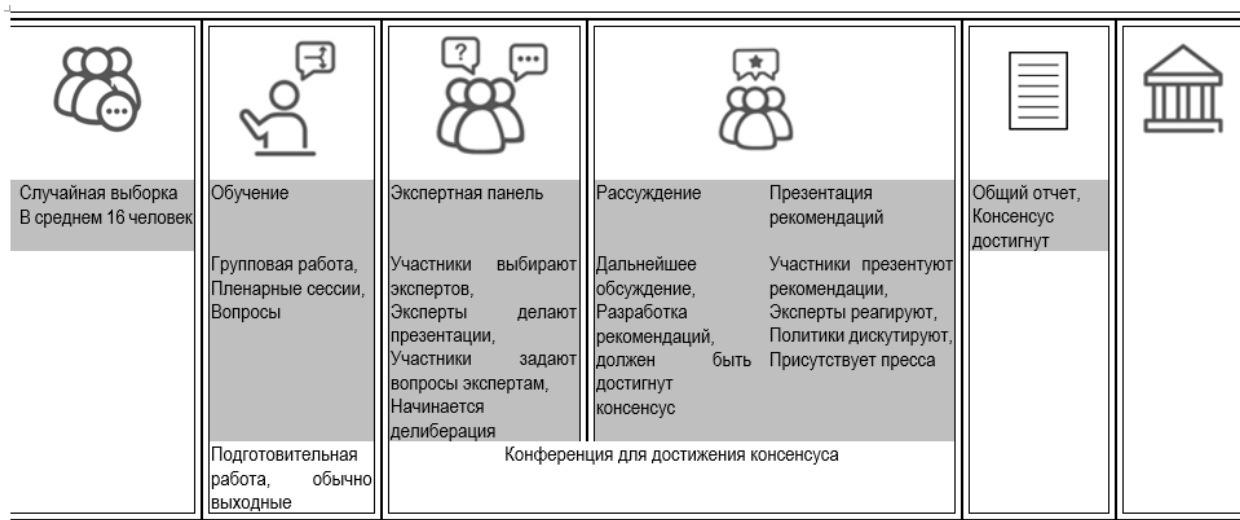 Случайная выборка
В среднем 16 человек
Обучение
Групповая работа,
Пленарные сессии,
Вопросы
Подготовительная
работа, обычно
выходные
Экспертная панель
Участники выбирают
экспертов,
Эксперты делают
презентации,
Участники задают
вопросы экспертам,
Начинается
делиберация
Рассуждение
Дальнейшее
обсуждение,
Разработка
рекомендаций,
должен быть
достигнут
консенсус
Презентация
рекомендаций
Участники презентуют
рекомендации,
Эксперты реагируют,
Политики дискутируют,
Присутствует пресса
Конференция для достижения консенсуса
Общий отчет,
Консенсус
достигнут